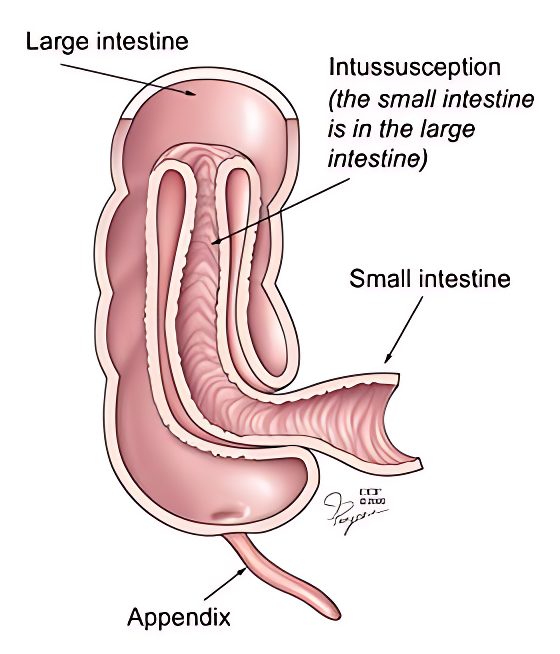 Large intestine
Intussusception
(the small intestine
is in the large
intestine)
Small intestine
Appendix